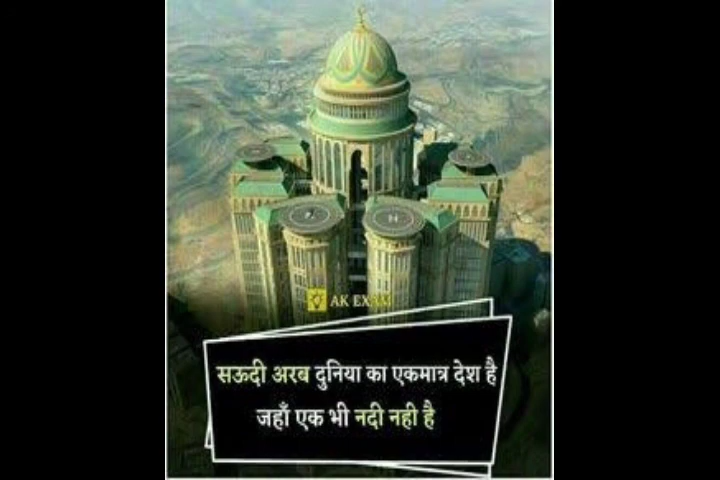 AK EXAM
सऊदी अरब दुनिया का एकमात्र देश है
जहाँ एक भी नदी नही है